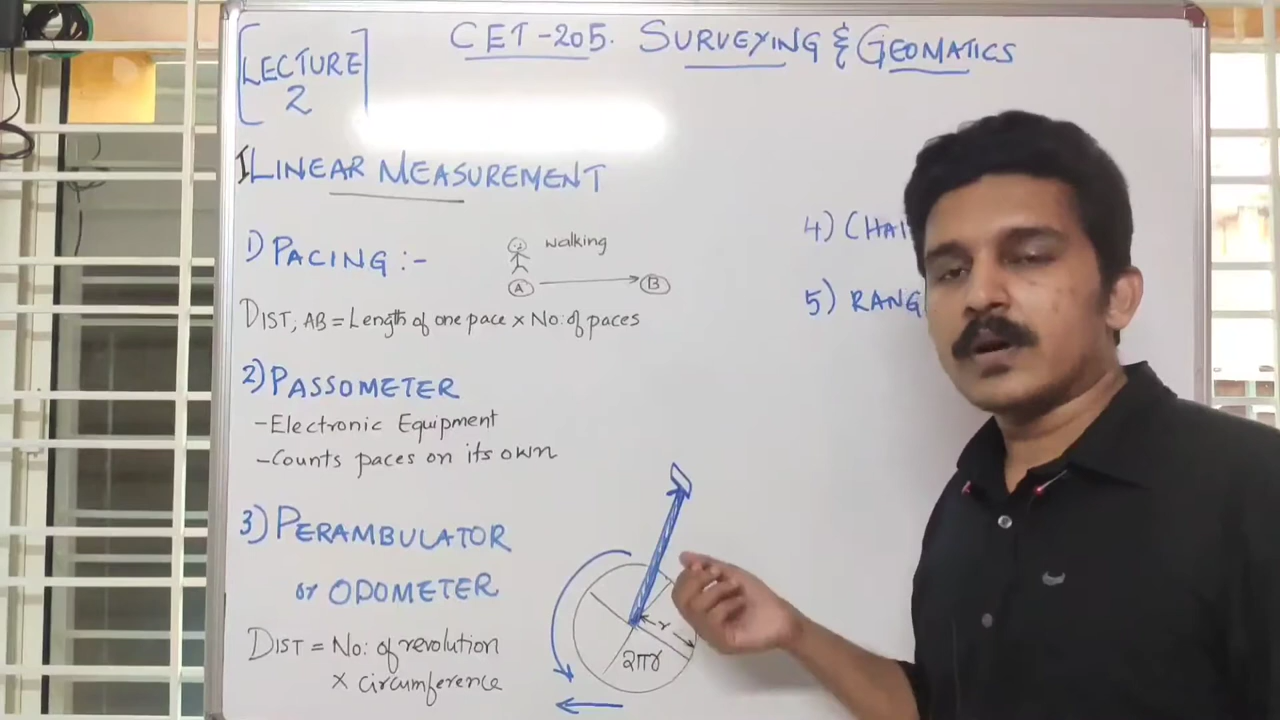 LECTURE
2
CET-205. SURVEYING & GEOMATICS
I LINEAR MEASUREMENT
1) PACING :-
walking
A
B
DIST, AB = Length of one pace × No: of paces
2) PASSOMETER
- Electronic Equipment
- Counts paces on its own
3) PERAMBULATOR
or ODOMETER
DIST = No: of revolution
× circumference
r
2πr
4) CHAI
5) RANG